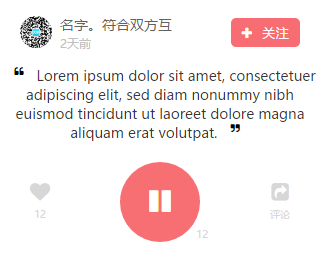 名字。符合双方互
2天前
+ 关注
❝ Lorem ipsum dolor sit amet, consectetuer
adipiscing elit, sed diam nonummy nibh
euismod tincidunt ut laoreet dolore magna
aliquam erat volutpat. ❞
12
12
评论